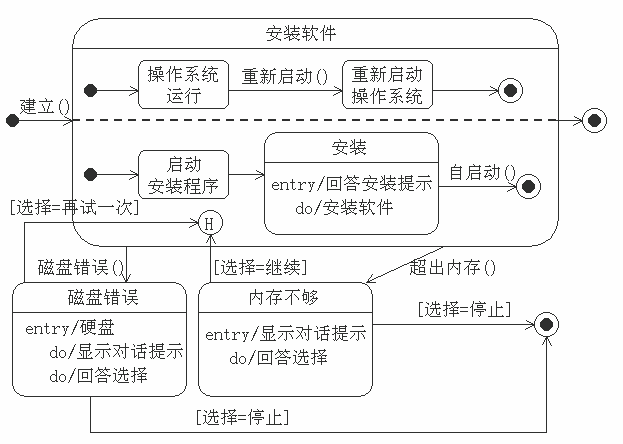 安装软件
操作系统
运行
重新启动()
重新启动
操作系统
建立()
启动
安装程序
安装
entry/回答安装提示
do/安装软件
自启动()
[选择=再试一次]
H
磁盘错误()
[选择=继续]
超出内存()
磁盘错误
entry/硬盘
do/显示对话提示
do/回答选择
内存不够
entry/显示对话提示
do/回答选择
[选择=停止]
[选择=停止]